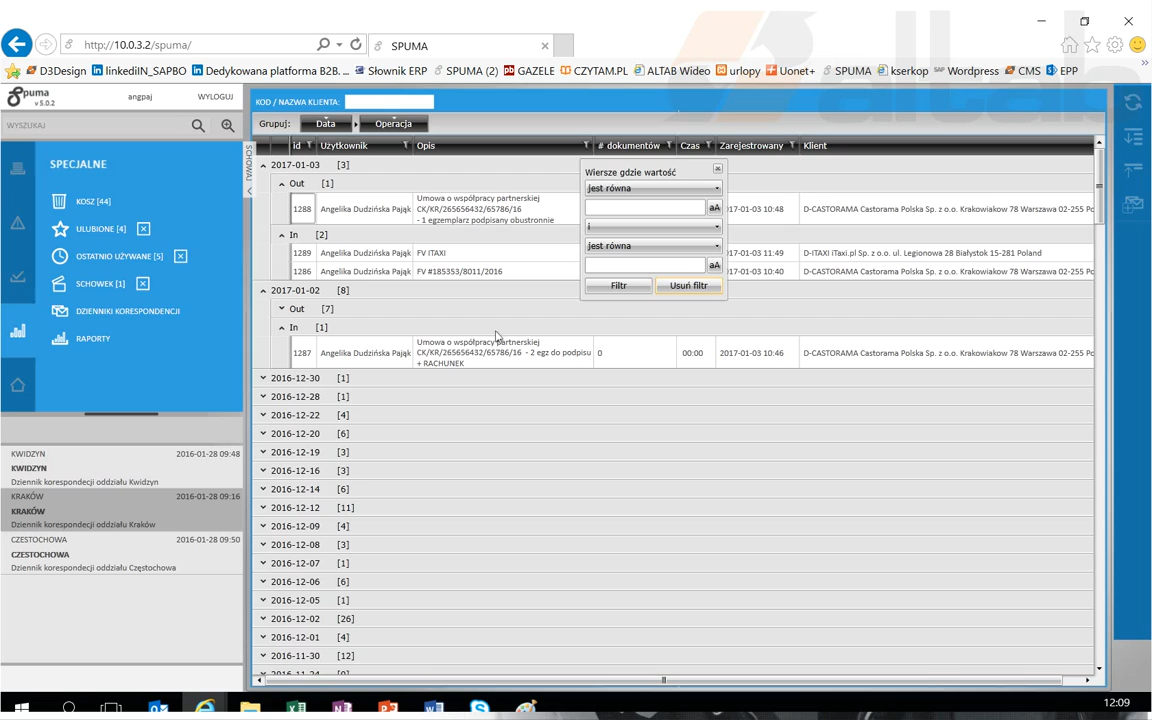 altab
http://10.0.3.2/spuma/
SPUMA
D3Design
linkediIN_SAPBO
Dedykowana platforma B2B. ...
Słownik ERP
SPUMA (2)
GAZELE
CZYTAM.PL
ALTAB Wideo
urlopy
Uonet+
SPUMA
kserkop
Wordpress
CMS
EPP
Spuma
v 5.0.2
angpaj
WYLOGUJ
WYSZUKAJ
SPECJALNE
KOSZ [44]
ULUBIONE [4]
OSTATNIO UŻYWANE [5]
SCHOWEK [1]
DZIENNIKI KORESPONDENCJI
RAPORTY
KWIDZYN 2016-01-28 09:48
KWIDZYN
Dziennik korespondecji oddziału Kwidzyn
KRAKÓW 2016-01-28 09:16
KRAKÓW
Dziennik korespondecji oddziału Kraków
CZESTOCHOWA 2016-01-28 09:50
CZESTOCHOWA
Dziennik korespondecji oddziału Częstochowa
SCHOWAJ
KOD / NAZWA KLIENTA:
Grupuj: Data Operacja
id Użytkownik Opis # dokumentów Czas Zarejestrowany Klient
2017-01-03 [3]
Out [1]
1288 Angelika Dudzińska Pająk
Umowa o współpracy partnerskiej
CK/KR/265656432/65786/16
- 1 egzemplarz podpisany obustronnie
2017-01-03 10:48 D-CASTORAMA Castorama Polska Sp. z o.o. Krakowiakow 78 Warszawa 02-255 Po
In [2]
1289 Angelika Dudzińska Pająk FV ITAXI 2017-01-03 11:49 D-ITAXI iTaxi.pl Sp. z o.o. ul. Legionowa 28 Białystok 15-281 Poland
1286 Angelika Dudzińska Pająk FV #185353/8011/2016 2017-01-03 10:40 D-CASTORAMA Castorama Polska Sp. z o.o. Krakowiakow 78 Warszawa 02-255 Po
Wiersze gdzie wartość
jest równa
aA
i
jest równa
aA
Filtr Usuń filtr
2017-01-02 [8]
Out [7]
In [1]
1287 Angelika Dudzińska Pająk
Umowa o współpracy partnerskiej
CK/KR/265656432/65786/16 - 2 egz do podpisu
+ RACHUNEK
0 00:00 2017-01-03 10:46 D-CASTORAMA Castorama Polska Sp. z o.o. Krakowiakow 78 Warszawa 02-255 Po
2016-12-30 [1]
2016-12-28 [1]
2016-12-22 [4]
2016-12-20 [6]
2016-12-19 [3]
2016-12-16 [3]
2016-12-14 [6]
2016-12-12 [11]
2016-12-09 [4]
2016-12-08 [3]
2016-12-07 [1]
2016-12-06 [6]
2016-12-05 [1]
2016-12-02 [26]
2016-12-01 [4]
2016-11-30 [12]
12:09